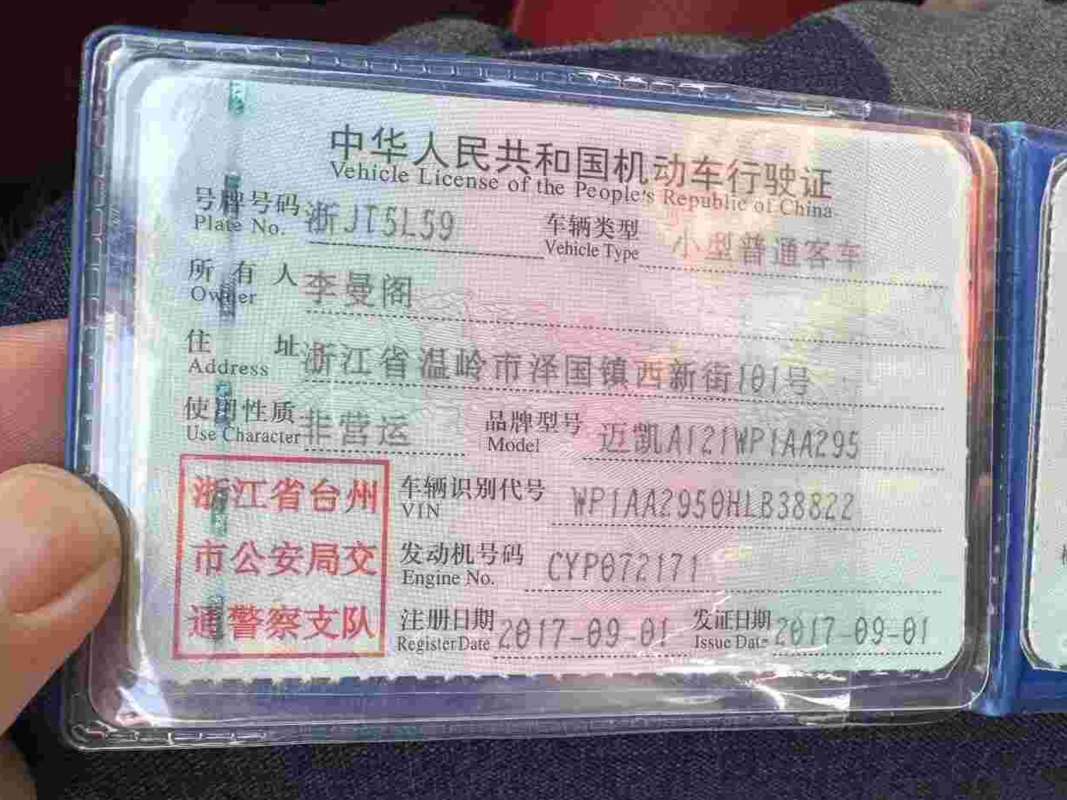 中华人民共和国机动车行驶证
Vehicle License of the People's Republic of China
号牌号码 浙JT5L59 车辆类型 小型普通客车
Plate No. Vehicle Type
所有人 李曼阁
Owner
住址 浙江省温岭市泽国镇西新街101号
Address
使用性质 非营运 品牌型号 迈凯A121WP1AA295
Use Character Model
浙江省台州
市公安局交
通警察支队
车辆识别代号 WP1AA2950HLB38822
VIN
发动机号码 CYP072171
Engine No.
注册日期 2017-09-01 发证日期 2017-09-01
Register Date Issue Date